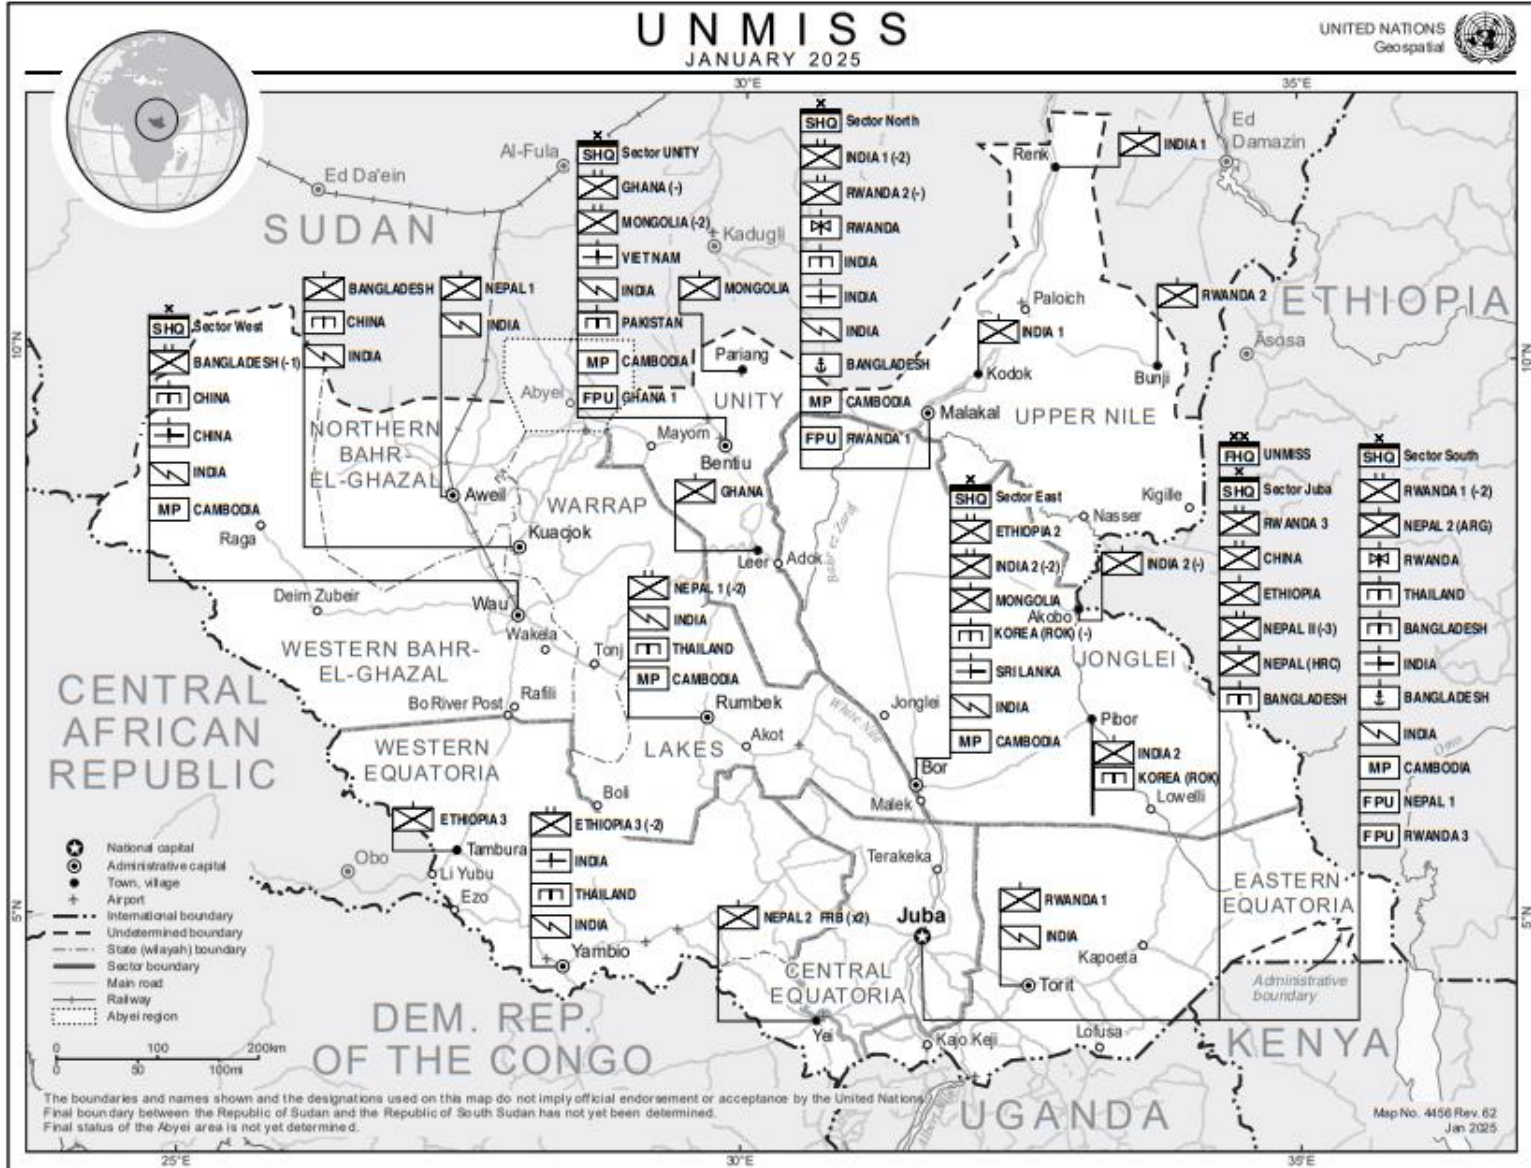 UNMISS
JANUARY 2025
UNITED NATIONS
Geospatial
30°E
35°E
SHQ Sector UNITY
GHANA (-)
MONGOLIA (-2)
VIETNAM
INDIA
PAKISTAN
MP CAMBODIA
FPU GHANA 1
SHQ Sector North
INDIA 1 (-2)
RWANDA 2 (-)
RWANDA
INDIA
INDIA
INDIA
BANGLADESH
MP CAMBODIA
FPU RWANDA 1
INDIA 1
Renk
Ed
Damazin
Al-Fula
Ed Da'ein
SUDAN
Kadugli
BANGLADESH
CHINA
INDIA
NEPAL 1
INDIA
MONGOLIA
Paloich
INDIA 1
RWANDA 2
ETHIOPIA
Asosa
SHQ Sector West
BANGLADESH (-1)
CHINA
CHINA
INDIA
MP CAMBODIA
10°N
10°N
Pariang
Kodok
Bunji
Abyei
UNITY
Malakal
UPPER NILE
NORTHERN
BAHR-
EL-GHAZAL
Mayom
Bentiu
Aweil
WARRAP
GHANA
Raga
Kuacjok
Leer
Adok
Bahr ez Zaraf
Kigille
Nasser
SHQ Sector East
ETHIOPIA 2
INDIA 2 (-2)
MONGOLIA
KOREA (ROK) (-)
SRI LANKA
INDIA
MP CAMBODIA
INDIA 2 (-)
Akobo
JONGLEI
FHQ UNMISS
SHQ Sector Juba
RWANDA 3
CHINA
ETHIOPIA
NEPAL II (-3)
NEPAL (HRC)
BANGLADESH
SHQ Sector South
RWANDA 1 (-2)
NEPAL 2 (ARG)
RWANDA
THAILAND
BANGLADESH
INDIA
BANGLADESH
INDIA
MP CAMBODIA
FPU NEPAL 1
FPU RWANDA 3
Deim Zubeir
Wau
Wakela
Tonj
NEPAL 1 (-2)
INDIA
THAILAND
MP CAMBODIA
WESTERN BAHR-
EL-GHAZAL
CENTRAL
AFRICAN
REPUBLIC
Bo River Post
Rafili
Rumbek
White Nile
Jonglei
Pibor
INDIA 2
KOREA (ROK)
Omo
WESTERN
EQUATORIA
LAKES
Akot
Bor
Malek
Lowelli
Boli
ETHIOPIA 3
Tambura
ETHIOPIA 3 (-2)
INDIA
THAILAND
INDIA
Obo
Li Yubu
Ezo
Yambio
Terakeka
EASTERN
EQUATORIA
NEPAL 2 FRB (x2)
Juba
RWANDA 1
INDIA
Kapoeta
Torit
CENTRAL
EQUATORIA
Administrative
boundary
5°N
5°N
National capital
Administrative capital
Town, village
Airport
International boundary
Undetermined boundary
State (wilayah) boundary
Sector boundary
Main road
Railway
Abyei region
0 100 200km
0 50 100mi
DEM. REP.
OF THE CONGO
Yei
Kajo Keji
Lofusa
KENYA
UGANDA
The boundaries and names shown and the designations used on this map do not imply official endorsement or acceptance by the United Nations.
Final boundary between the Republic of Sudan and the Republic of South Sudan has not yet been determined.
Final status of the Abyei area is not yet determined.
Map No. 4456 Rev. 62
Jan 2025
25°E
30°E
35°E